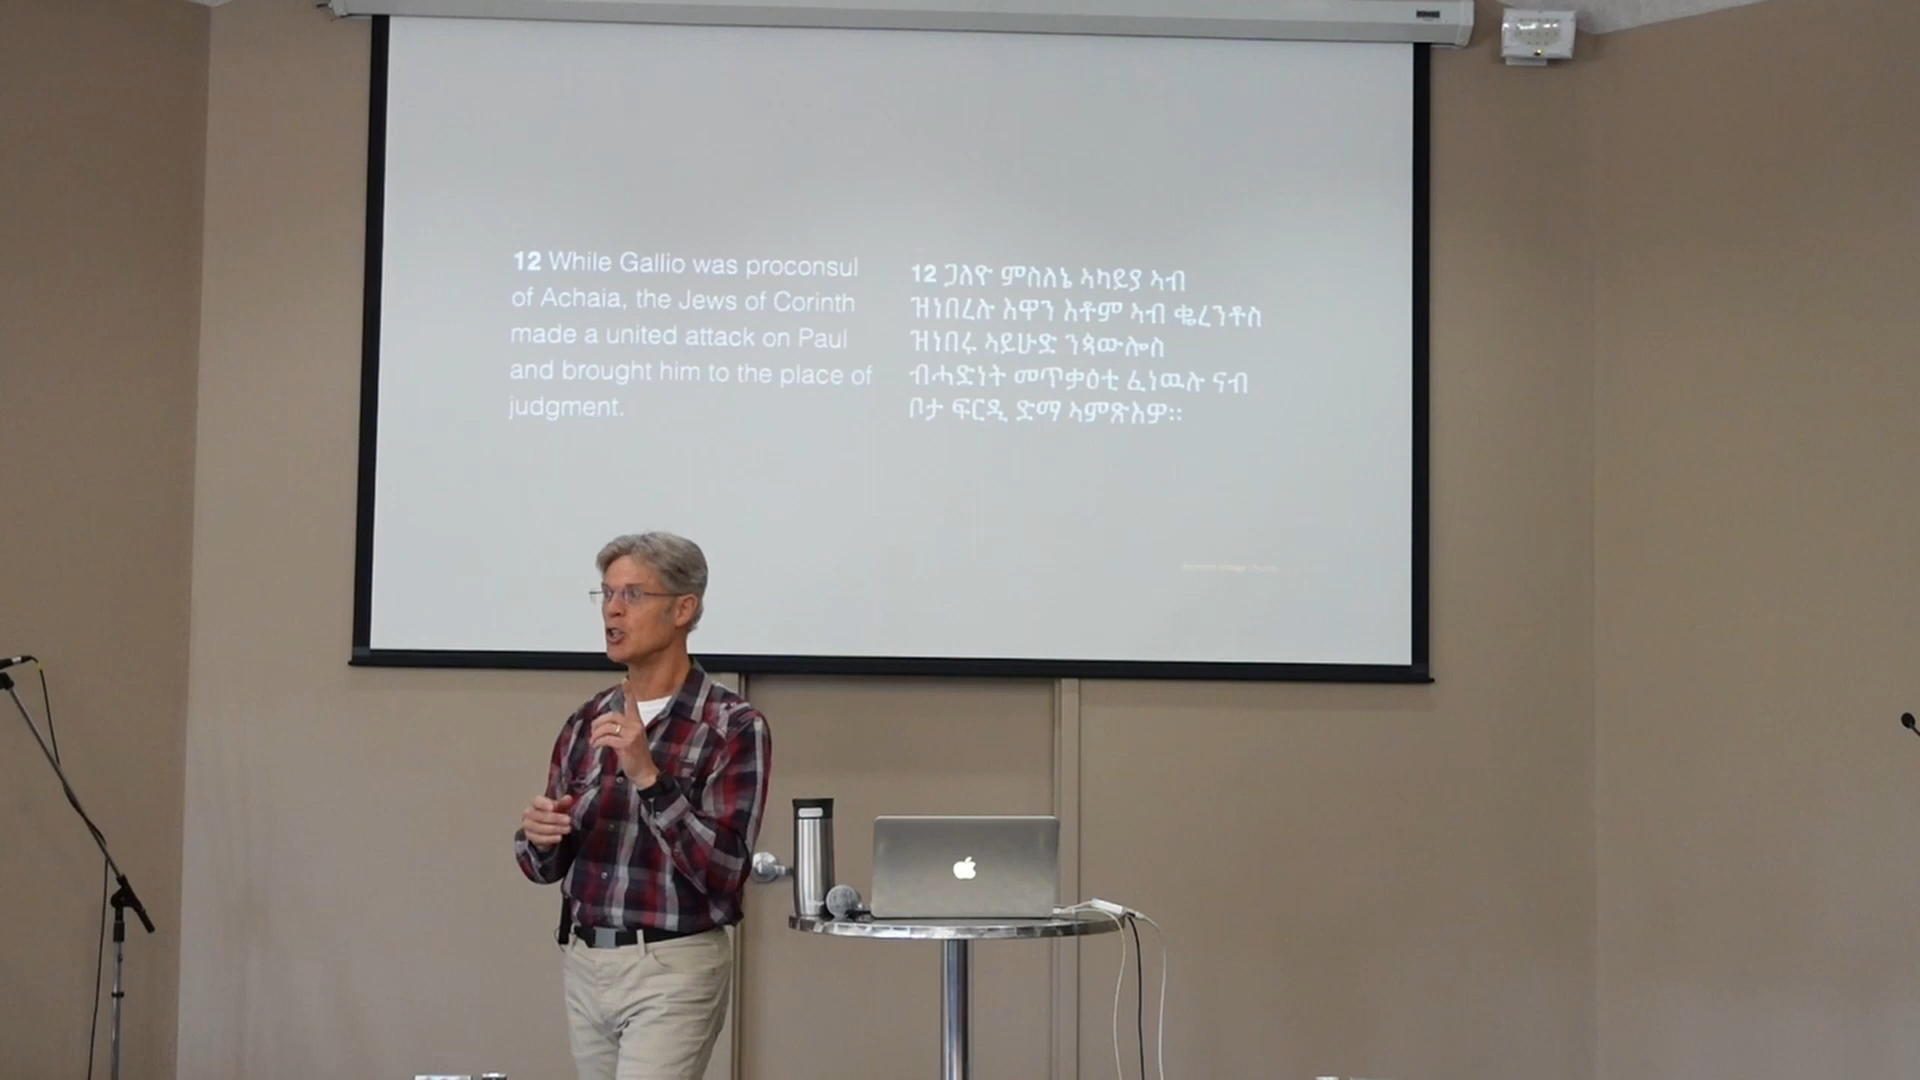 12 While Gallio was proconsul
of Achaia, the Jews of Corinth
made a united attack on Paul
and brought him to the place of
judgment.
12 ጋለዮ ምስለኔ ኣካይያ ኣብ
ዝነበረሉ እዋን እቶም ኣብ ቈረንቶስ
ዝነበሩ ኣይሁድ ንጳውሎስ
ብሓድነት መጥቃዕቲ ፈነዉሉ ናብ
ቦታ ፍርዲ ድማ ኣምጽእዎ።